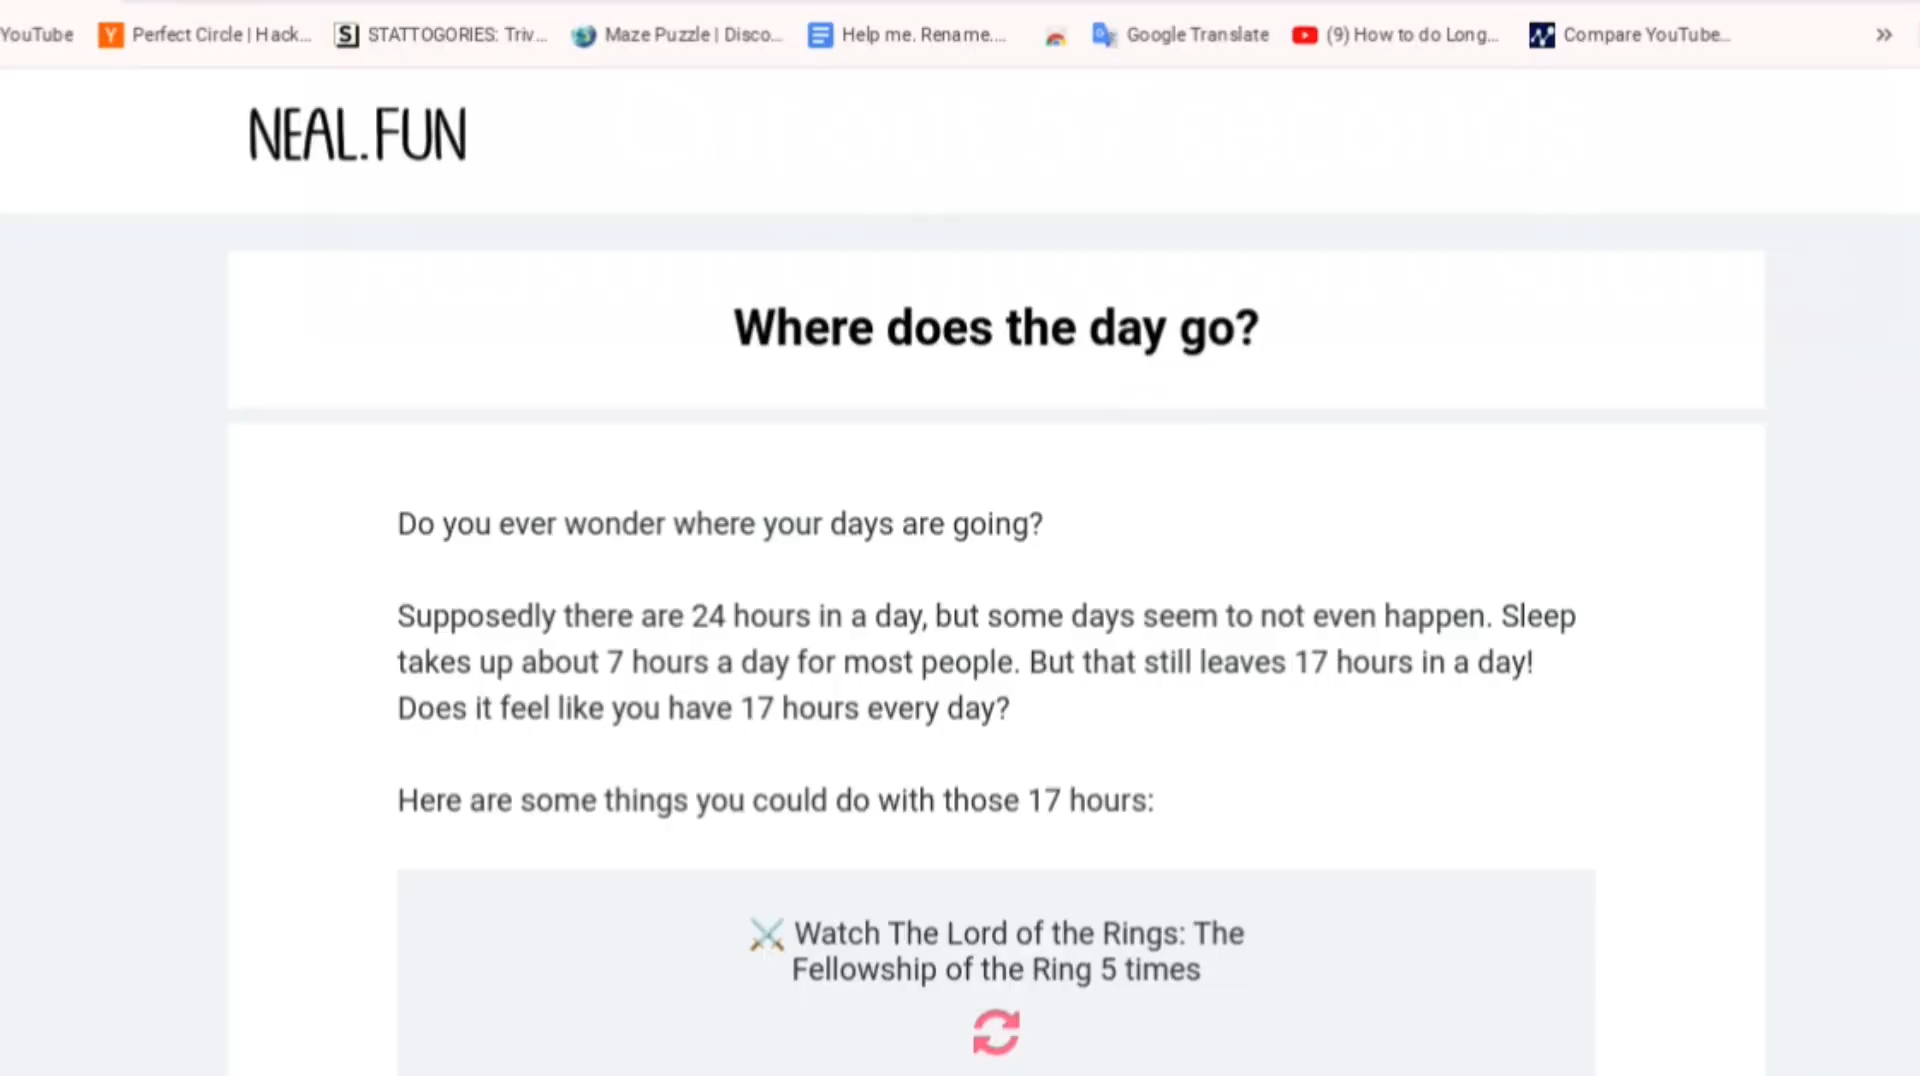 YouTube Perfect Circle | Hack... STATTOGORIES: Triv... Maze Puzzle | Disco... Help me. Rename.... Google Translate (9) How to do Long... Compare YouTube... »
NEAL.FUN
Where does the day go?
Do you ever wonder where your days are going?
Supposedly there are 24 hours in a day, but some days seem to not even happen. Sleep
takes up about 7 hours a day for most people. But that still leaves 17 hours in a day!
Does it feel like you have 17 hours every day?
Here are some things you could do with those 17 hours:
⚔️ Watch The Lord of the Rings: The
Fellowship of the Ring 5 times